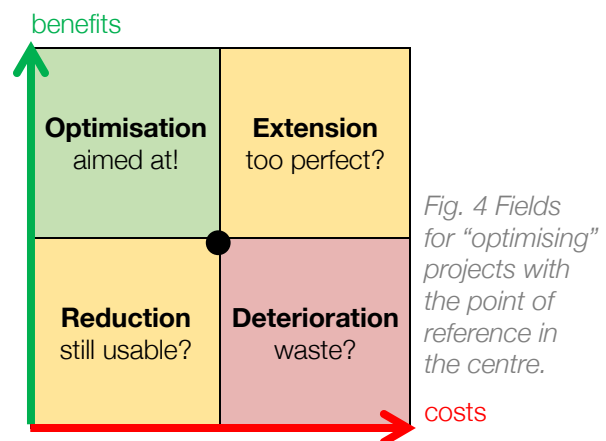 benefits
Optimisation
aimed at!
Extension
too perfect?
Reduction
still usable?
Deterioration
waste?
costs
Fig. 4 Fields
for “optimising”
projects with
the point of
reference in
the centre.